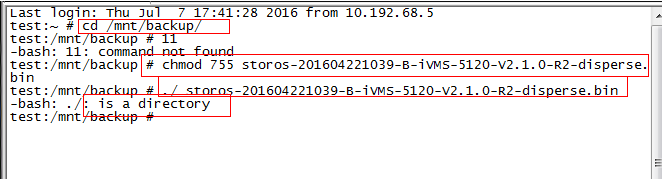 Last login: Thu Jul  7 17:41:28 2016 from 10.192.68.5
test:~ # cd /mnt/backup/
test:/mnt/backup # 11
-bash: 11: command not found
test:/mnt/backup # chmod 755 storos-201604221039-B-iVMS-5120-V2.1.0-R2-disperse.
bin
test:/mnt/backup # ./ storos-201604221039-B-iVMS-5120-V2.1.0-R2-disperse.bin
-bash: ./: is a directory
test:/mnt/backup #